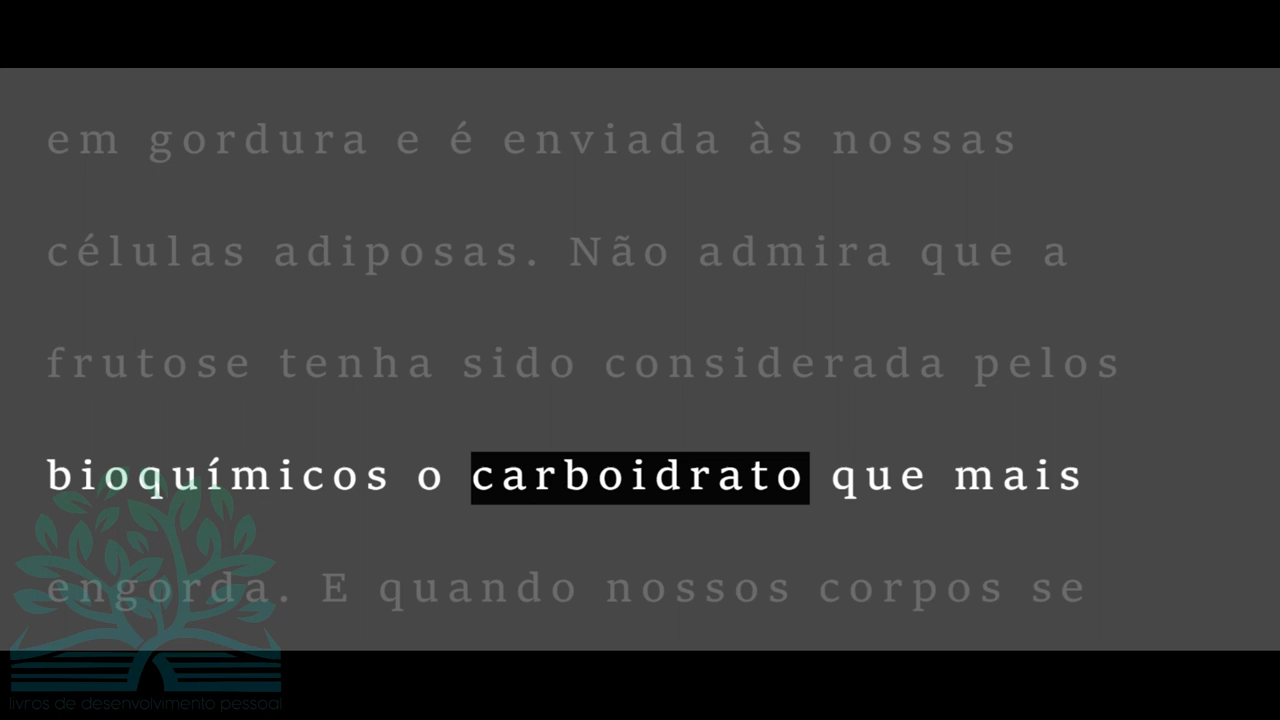 em gordura e é enviada às nossas
células adiposas. Não admira que a
frutose tenha sido considerada pelos
bioquímicos o carboidrato que mais
engorda. E quando nossos corpos se
livros de desenvolvimento pessoal